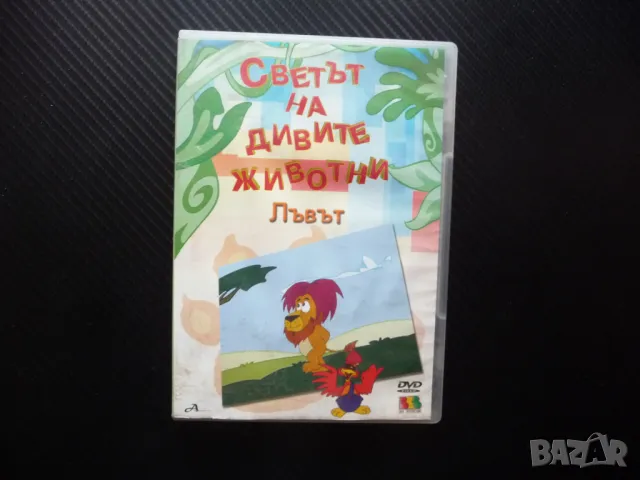 Светът
на
дивите
животни
Лъвът
DVD
A
BAZAR